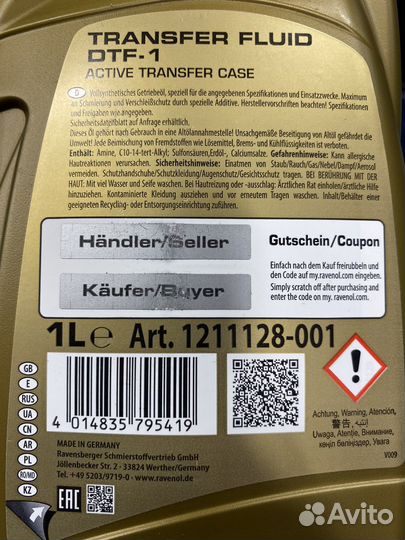 TRANSFER FLUID
DTF-1
ACTIVE TRANSFER CASE
D Vollsynthetisches Getriebeöl, speziell für die angegebenen Spezifikationen und Einsatzzwecke. Maximum
an Schmierung und Verschleißschutz durch spezielle Additive. Herstellervorschriften beachten!
Sicherheitsdatenblatt auf Anfrage erhältlich.
Dieses Öl gehört nach Gebrauch in eine Altölannahmestelle! Unsachgemäße Beseitigung von Altöl gefährdet die
Umwelt! Jede Beimischung von Fremdstoffen wie Lösemittel, Brems- und Kühlflüssigkeiten ist verboten.
Enthält: Amine, C10-14-tert-Alkyl; Sulfonsäuren,Erdöl-, Calciumsalze. Gefahrenhinweise: Kann allergische
Hautreaktionen verursachen. Sicherheitshinweise: Einatmen von Staub/Rauch/Gas/Nebel/Dampf/Aerosol
vermeiden. Schutzhandschuhe/Schutzkleidung/Augenschutz/Gesichtsschutz tragen. BEI BERÜHRUNG MIT DER
HAUT: Mit viel Wasser und Seife waschen. Bei Hautreizung oder -ausschlag: Ärztlichen Rat einholen/ärztliche Hilfe
hinzuziehen. Kontaminierte Kleidung ausziehen und vor erneutem Tragen waschen. Inhalt/Behälter einer
geeigneten Recycling- oder Entsorgungseinrichtung zuführen.
Händler/Seller
Käufer/Buyer
Gutschein/Coupon
Einfach nach dem Kauf freirubbeln und
den Code auf my.ravenol.com eingeben.
Simply scratch off after purchasing and
enter the code on my.ravenol.com.
1L e Art. 1211128-001
GB
E
RUS
UA
CN
AR
PL
RO/MD
KZ
4 014835 795419
MADE IN GERMANY
Ravensberger Schmierstoffvertrieb GmbH
Jöllenbecker Str. 2 - 33824 Werther/Germany
Tel. +49 5203/9719-0 - www.ravenol.de
EAC
Achtung, Warning, Atención,
警告, تنبيه
Uwaga, Atenție, Внимание,
көңіл бөліңіздер, Увага
V009
Avito